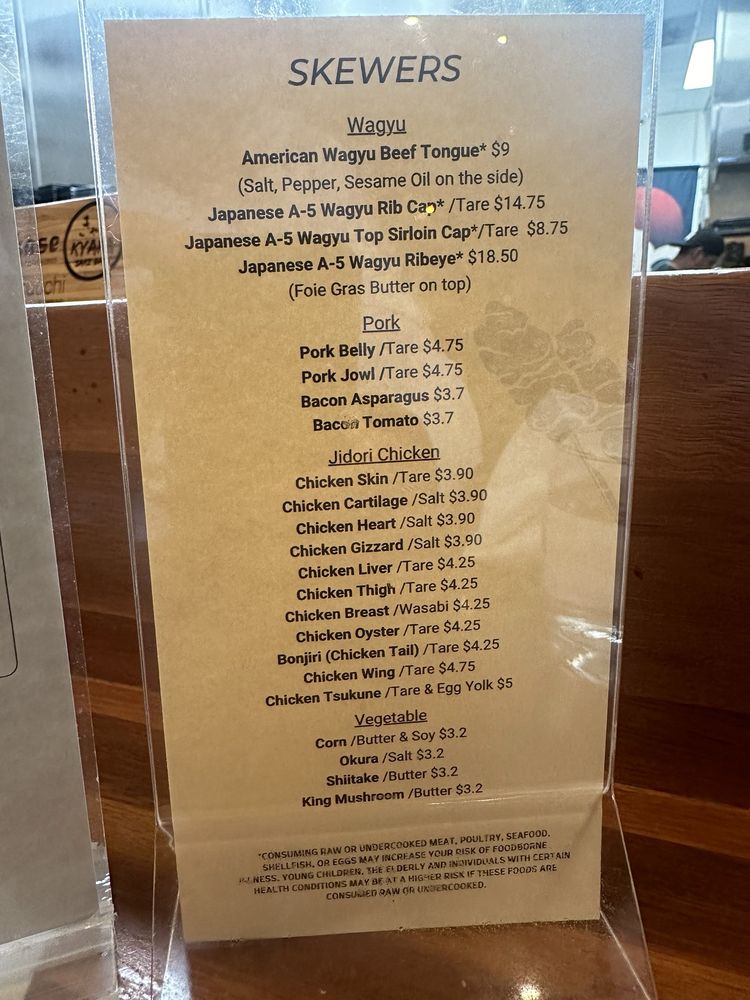 SKEWERS
Wagyu
American Wagyu Beef Tongue* $9
(Salt, Pepper, Sesame Oil on the side)
Japanese A-5 Wagyu Rib Cap* /Tare $14.75
Japanese A-5 Wagyu Top Sirloin Cap*/Tare $8.75
Japanese A-5 Wagyu Ribeye* $18.50
(Foie Gras Butter on top)
Pork
Pork Belly /Tare $4.75
Pork Jowl /Tare $4.75
Bacon Asparagus $3.7
Bacon Tomato $3.7
Jidori Chicken
Chicken Skin /Tare $3.90
Chicken Cartilage /Salt $3.90
Chicken Heart /Salt $3.90
Chicken Gizzard /Salt $3.90
Chicken Liver /Tare $4.25
Chicken Thigh /Tare $4.25
Chicken Breast /Wasabi $4.25
Chicken Oyster /Tare $4.25
Bonjiri (Chicken Tail) /Tare $4.25
Chicken Wing /Tare $4.75
Chicken Tsukune /Tare & Egg Yolk $5
Vegetable
Corn /Butter & Soy $3.2
Okura /Salt $3.2
Shiitake /Butter $3.2
King Mushroom /Butter $3.2
*CONSUMING RAW OR UNDERCOOKED MEAT, POULTRY, SEAFOOD,
SHELLFISH, OR EGGS MAY INCREASE YOUR RISK OF FOODBORNE
ILLNESS. YOUNG CHILDREN, THE ELDERLY AND INDIVIDUALS WITH CERTAIN
HEALTH CONDITIONS MAY BE AT A HIGHER RISK IF THESE FOODS ARE
CONSUMED RAW OR UNDERCOOKED.